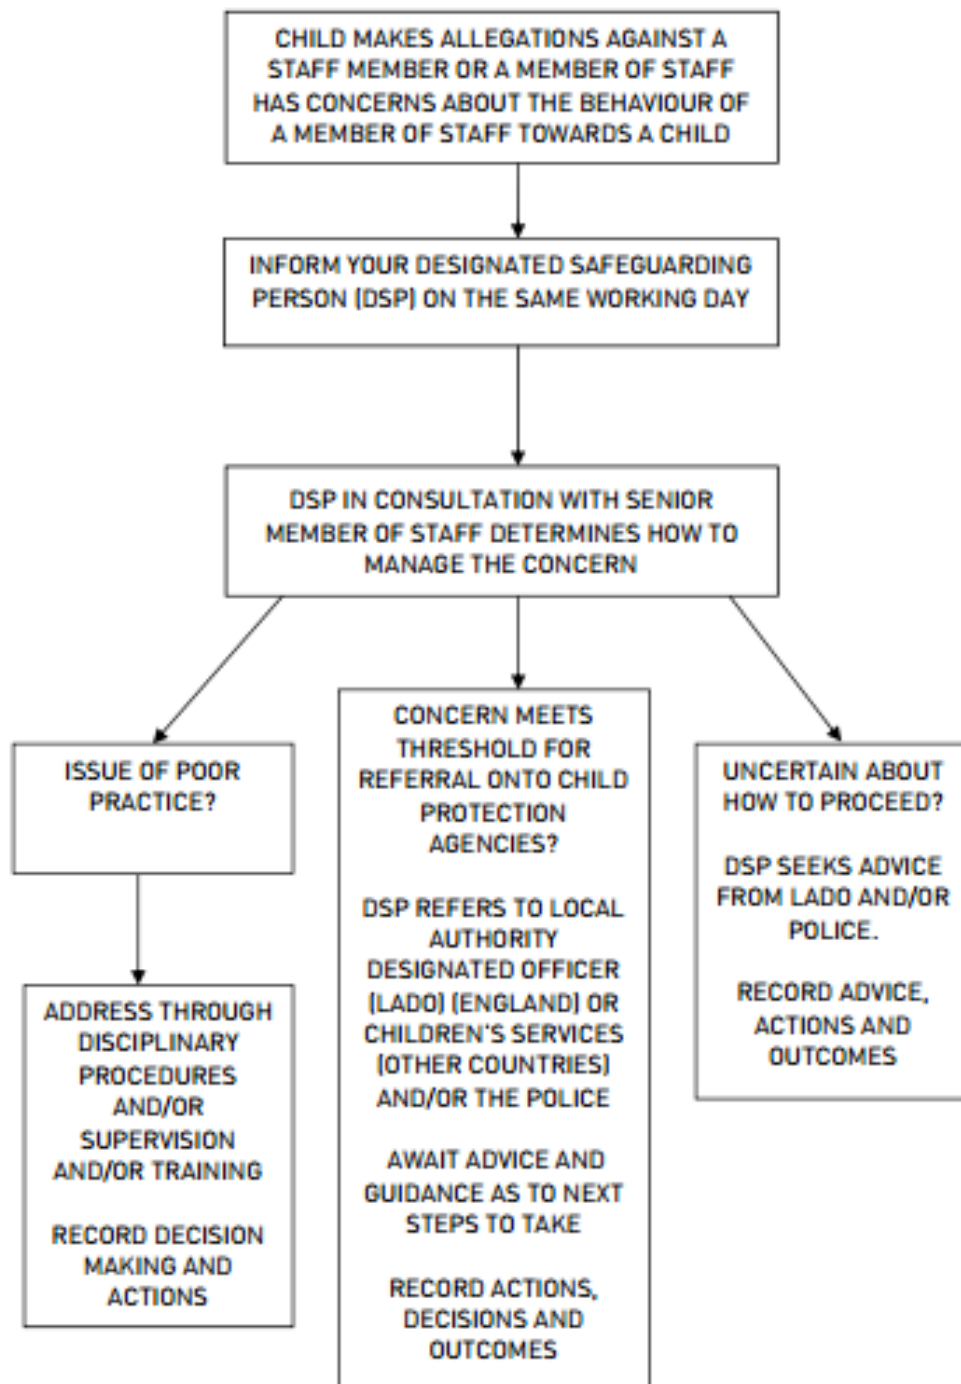 CHILD MAKES ALLEGATIONS AGAINST A
STAFF MEMBER OR A MEMBER OF STAFF
HAS CONCERNS ABOUT THE BEHAVIOUR OF
A MEMBER OF STAFF TOWARDS A CHILD
INFORM YOUR DESIGNATED SAFEGUARDING
PERSON (DSP) ON THE SAME WORKING DAY
DSP IN CONSULTATION WITH SENIOR
MEMBER OF STAFF DETERMINES HOW TO
MANAGE THE CONCERN
ISSUE OF POOR
PRACTICE?
ADDRESS THROUGH
DISCIPLINARY
PROCEDURES
AND/OR
SUPERVISION
AND/OR TRAINING
RECORD DECISION
MAKING AND
ACTIONS
CONCERN MEETS
THRESHOLD FOR
REFERRAL ONTO CHILD
PROTECTION
AGENCIES?
DSP REFERS TO LOCAL
AUTHORITY
DESIGNATED OFFICER
(LADO) (ENGLAND) OR
CHILDREN'S SERVICES
(OTHER COUNTRIES)
AND/OR THE POLICE
AWAIT ADVICE AND
GUIDANCE AS TO NEXT
STEPS TO TAKE
RECORD ACTIONS,
DECISIONS AND
OUTCOMES
UNCERTAIN ABOUT
HOW TO PROCEED?
DSP SEEKS ADVICE
FROM LADO AND/OR
POLICE.
RECORD ADVICE,
ACTIONS AND
OUTCOMES